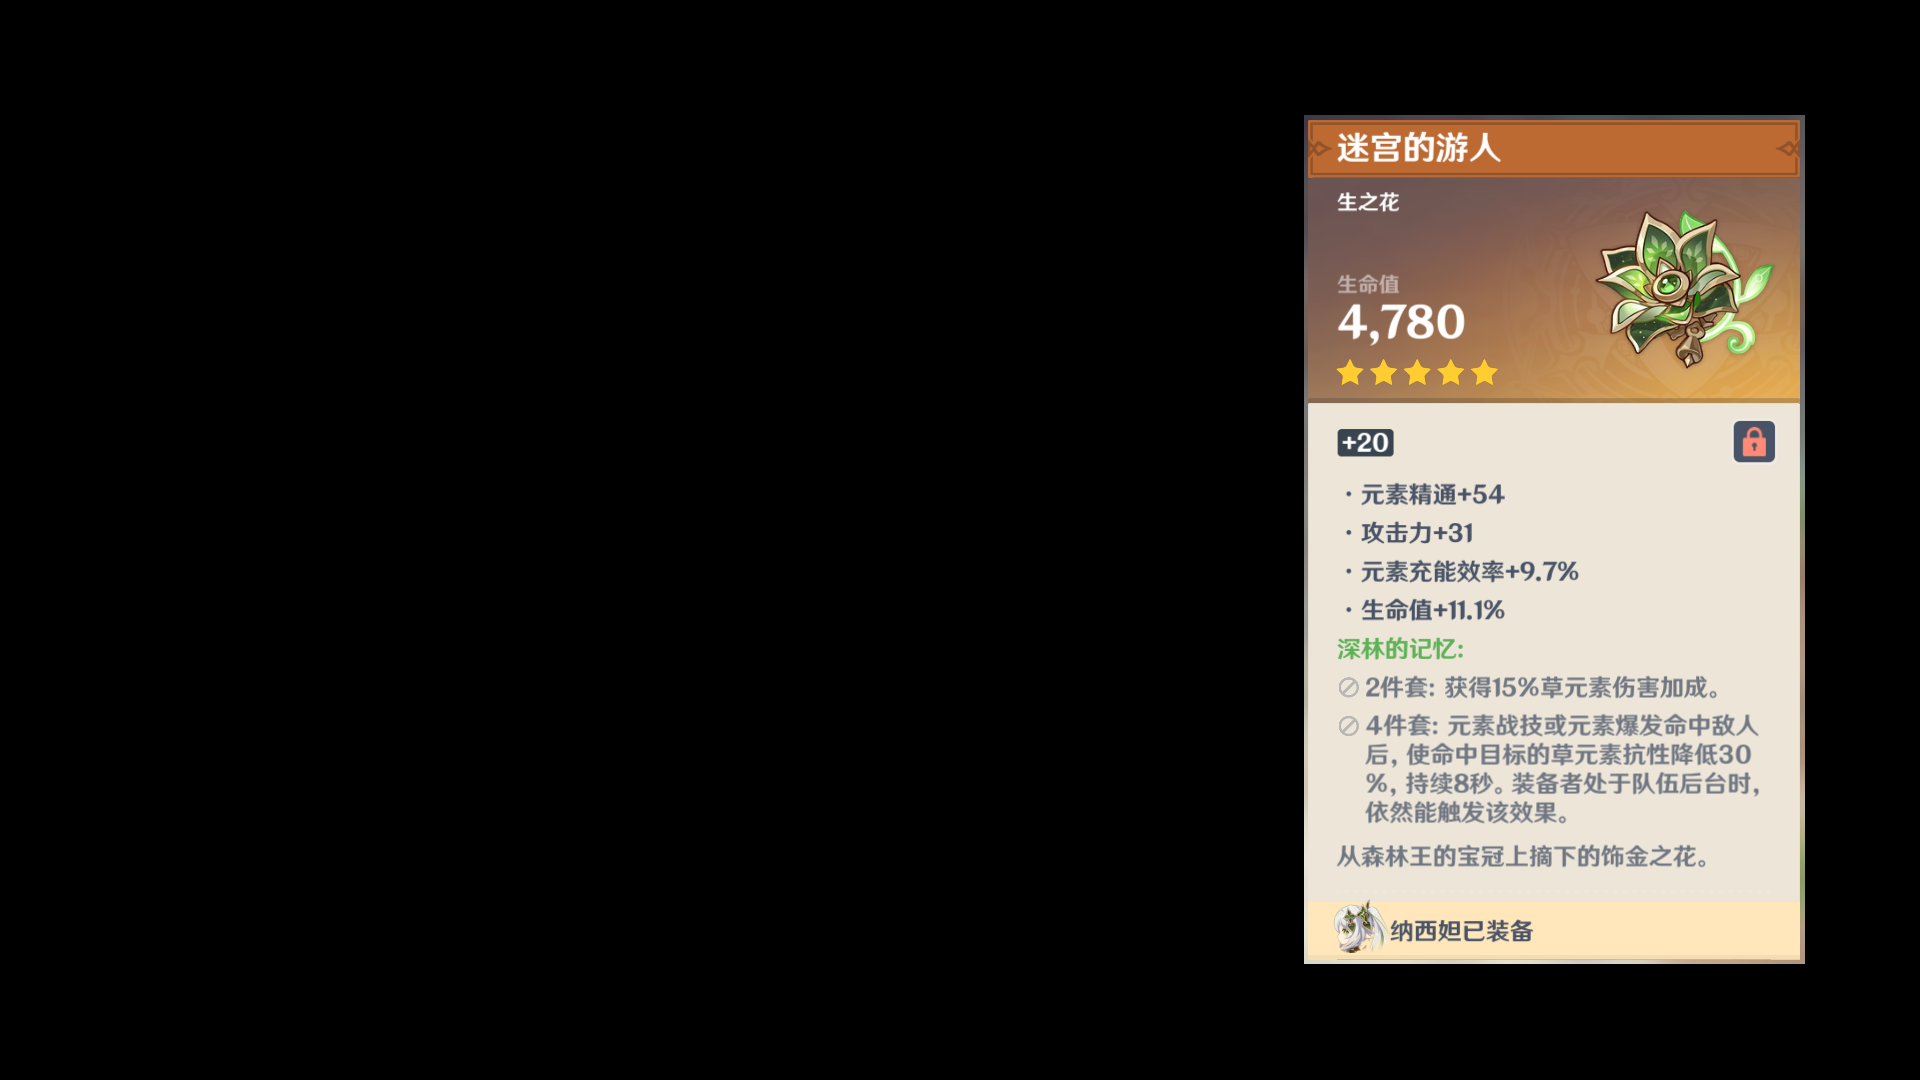 迷宫的游人
生之花
生命值
4,780
+20
·元素精通+54
·攻击力+31
·元素充能效率+9.7%
·生命值+11.1%
深林的记忆:
2件套: 获得15%草元素伤害加成。
4件套: 元素战技或元素爆发命中敌人
后, 使命中目标的草元素抗性降低30
%, 持续8秒。装备者处于队伍后台时,
依然能触发该效果。
从森林王的宝冠上摘下的饰金之花。
纳西妲已装备